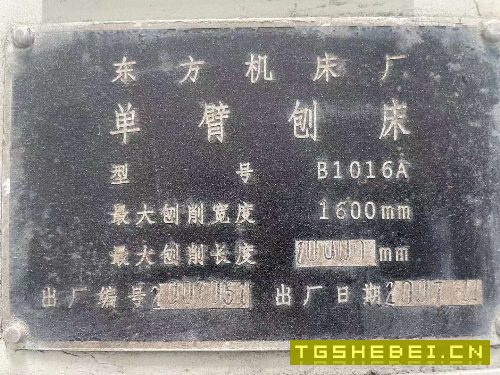 东方机床厂
单臂刨床
型号 B1016A
最大刨削宽度 1600mm
最大刨削长度 mm
出厂编号 出厂日期
TGSHEBEI.CN